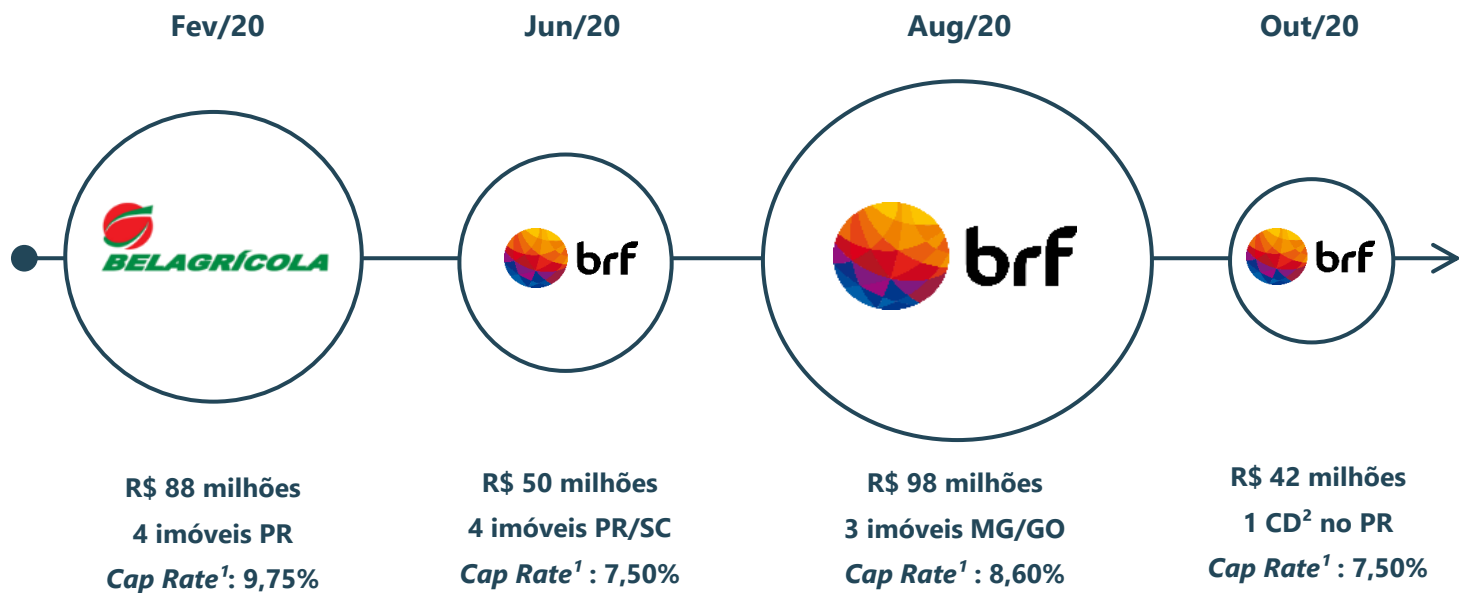 Fev/20
Jun/20
Aug/20
Out/20
BELAGRÍCOLA
brf
brf
brf
R$ 88 milhões
4 imóveis PR
Cap Rate¹: 9,75%
R$ 50 milhões
4 imóveis PR/SC
Cap Rate¹ : 7,50%
R$ 98 milhões
3 imóveis MG/GO
Cap Rate¹ : 8,60%
R$ 42 milhões
1 CD² no PR
Cap Rate¹ : 7,50%